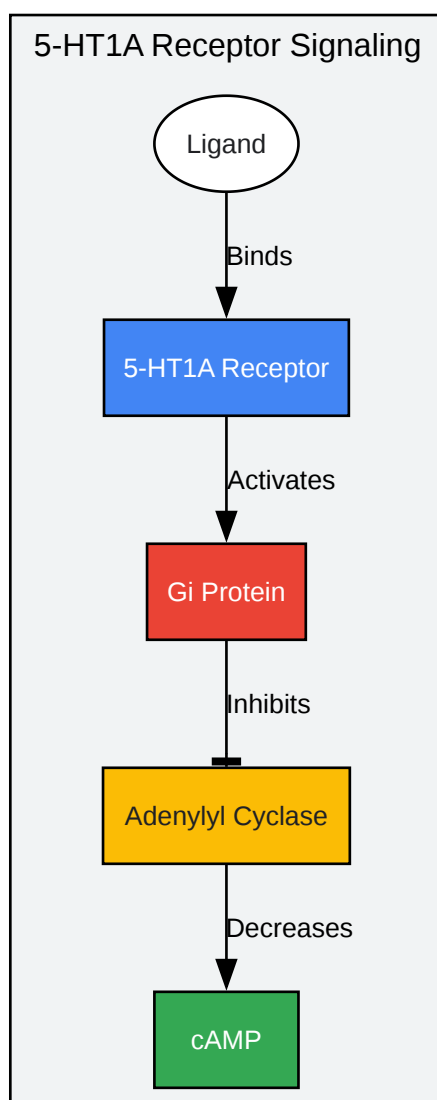 5-HT1A Receptor Signaling
Ligand
Binds
5-HT1A Receptor
Activates
Gi Protein
Inhibits
Adenylyl Cyclase
Decreases
cAMP